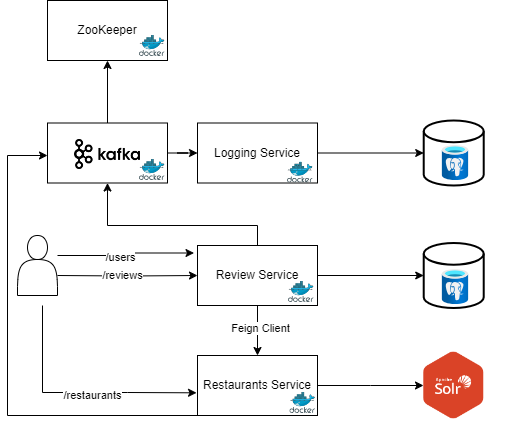 ZooKeeper
docker
kafka
docker
Logging Service
docker
/users
/reviews
Review Service
docker
Feign Client
Restaurants Service
docker
/restaurants
Apache
Solr